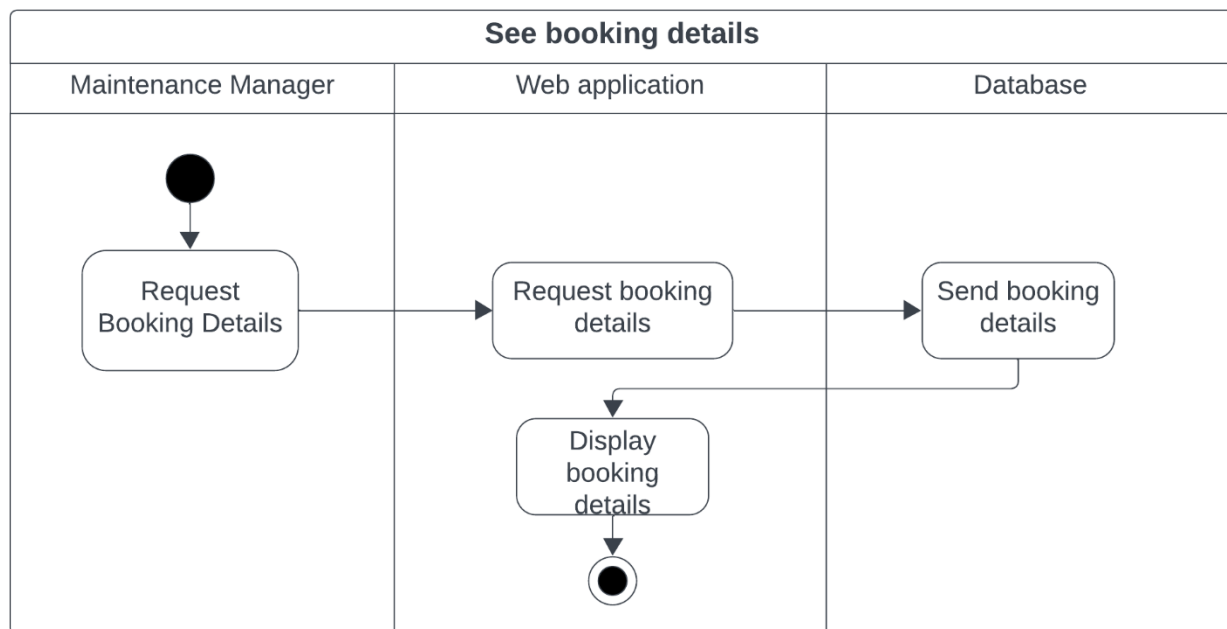 See booking details
Maintenance Manager
Web application
Database
Request
Booking Details
Request booking
details
Send booking
details
Display
booking
details